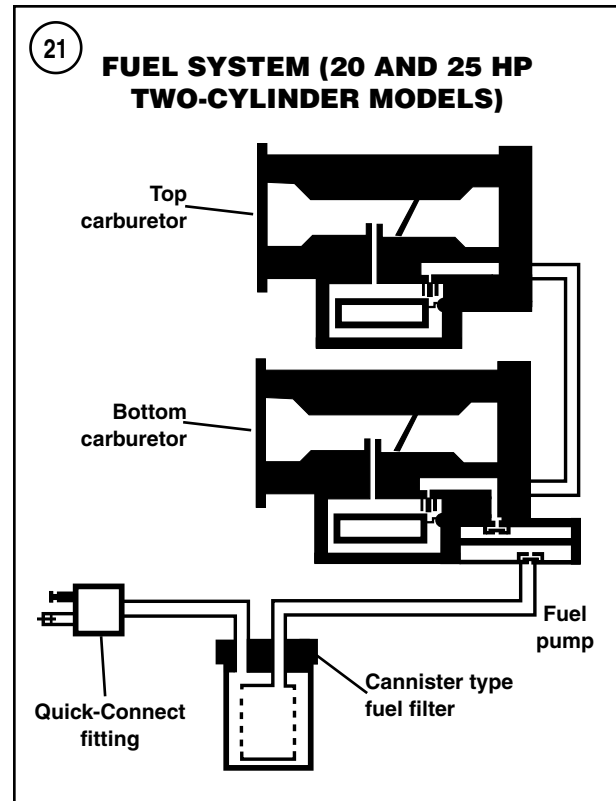 21
FUEL SYSTEM (20 AND 25 HP
TWO-CYLINDER MODELS)
Top
carburetor
Bottom
carburetor
Fuel
pump
Cannister type
fuel filter
Quick-Connect
fitting